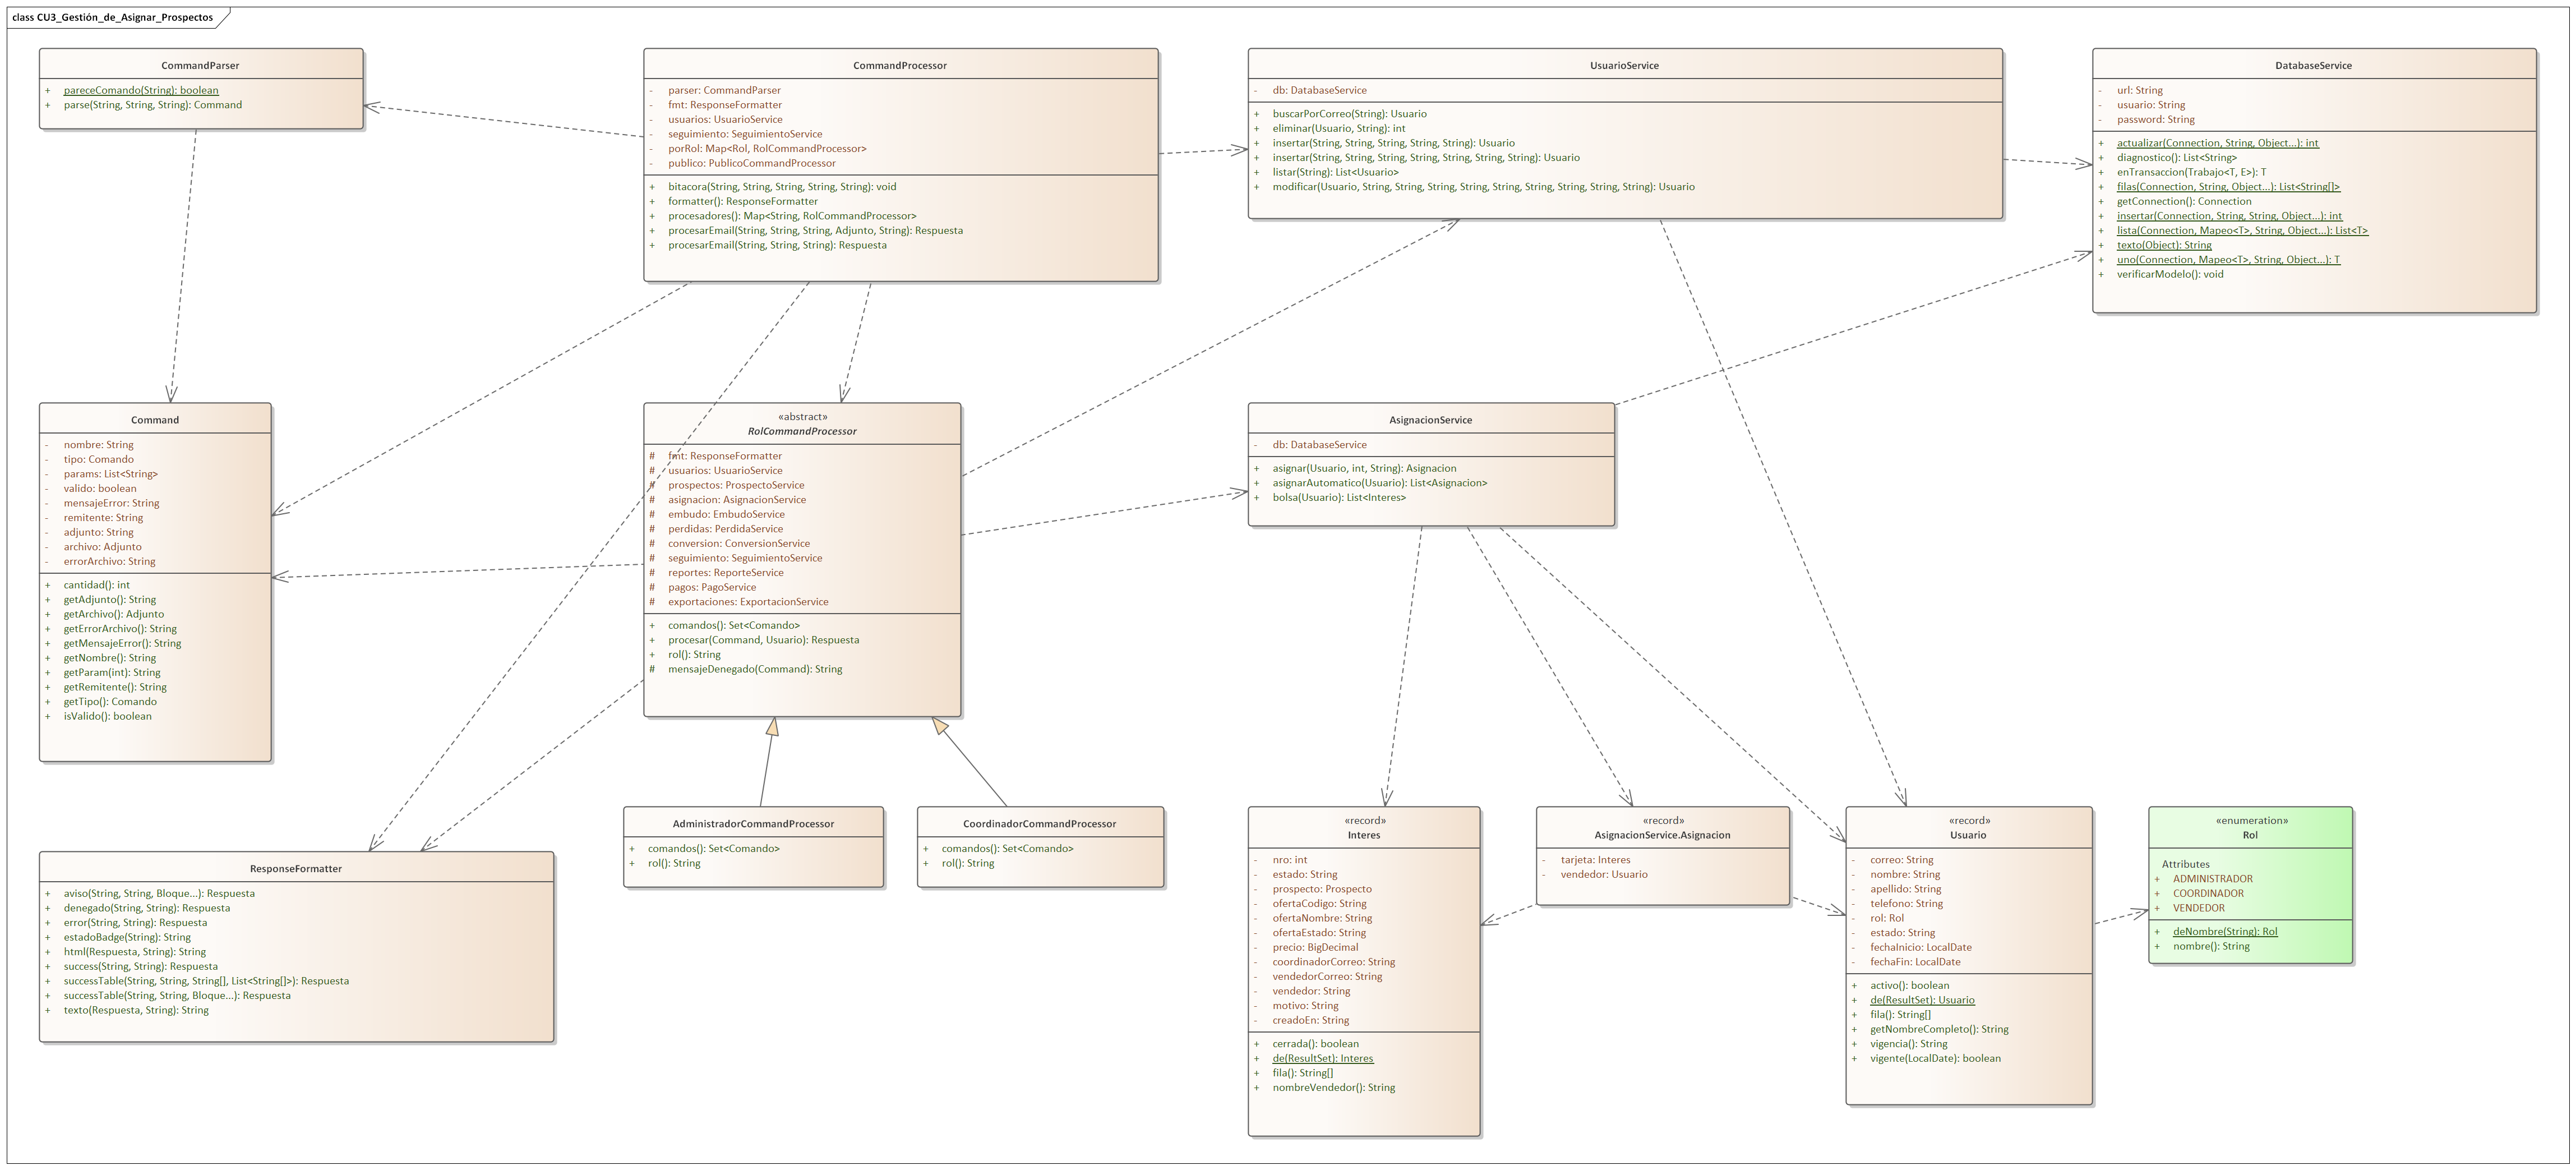 class CU3_Gestión_de_Asignar_Prospectos
CommandParser
+ pareceComando(String): boolean
+ parse(String, String, String): Command
CommandProcessor
- parser: CommandParser
- fmt: ResponseFormatter
- usuarios: UsuarioService
- seguimiento: SeguimientoService
- porRol: Map<Rol, RolCommandProcessor>
- publico: PublicoCommandProcessor
+ bitacora(String, String, String, String, String): void
+ formatter(): ResponseFormatter
+ procesadores(): Map<String, RolCommandProcessor>
+ procesarEmail(String, String, String, Adjunto, String): Respuesta
+ procesarEmail(String, String, String): Respuesta
UsuarioService
- db: DatabaseService
+ buscarPorCorreo(String): Usuario
+ eliminar(Usuario, String): int
+ insertar(String, String, String, String, String): Usuario
+ insertar(String, String, String, String, String, String, String): Usuario
+ listar(String): List<Usuario>
+ modificar(Usuario, String, String, String, String, String, String, String, String, String): Usuario
DatabaseService
- url: String
- usuario: String
- password: String
+ actualizar(Connection, String, Object...): int
+ diagnostico(): List<String>
+ enTransaccion(Trabajo<T, E>): T
+ filas(Connection, String, Object...): List<String[]>
+ getConnection(): Connection
+ insertar(Connection, String, String, Object...): int
+ lista(Connection, Mapeo<T>, String, Object...): List<T>
+ texto(Object): String
+ uno(Connection, Mapeo<T>, String, Object...): T
+ verificarModelo(): void
Command
- nombre: String
- tipo: Comando
- params: List<String>
- valido: boolean
- mensajeError: String
- remitente: String
- adjunto: String
- archivo: Adjunto
- errorArchivo: String
+ cantidad(): int
+ getAdjunto(): String
+ getArchivo(): Adjunto
+ getErrorArchivo(): String
+ getMensajeError(): String
+ getNombre(): String
+ getParam(int): String
+ getRemitente(): String
+ getTipo(): Comando
+ isValido(): boolean
«abstract»
RolCommandProcessor
# fmt: ResponseFormatter
# usuarios: UsuarioService
# prospectos: ProspectoService
# asignacion: AsignacionService
# embudo: EmbudoService
# perdidas: PerdidaService
# conversion: ConversionService
# seguimiento: SeguimientoService
# reportes: ReporteService
# pagos: PagoService
# exportaciones: ExportacionService
+ comandos(): Set<Comando>
+ procesar(Command, Usuario): Respuesta
+ rol(): String
# mensajeDenegado(Command): String
AsignacionService
- db: DatabaseService
+ asignar(Usuario, int, String): Asignacion
+ asignarAutomatico(Usuario): List<Asignacion>
+ bolsa(Usuario): List<Interes>
AdministradorCommandProcessor
+ comandos(): Set<Comando>
+ rol(): String
CoordinadorCommandProcessor
+ comandos(): Set<Comando>
+ rol(): String
ResponseFormatter
+ aviso(String, String, Bloque...): Respuesta
+ denegado(String, String): Respuesta
+ error(String, String): Respuesta
+ estadoBadge(String): String
+ html(Respuesta, String): String
+ success(String, String): Respuesta
+ successTable(String, String, String[], List<String[]>): Respuesta
+ successTable(String, String, Bloque...): Respuesta
+ texto(Respuesta, String): String
«record»
Interes
- nro: int
- estado: String
- prospecto: Prospecto
- ofertaCodigo: String
- ofertaNombre: String
- ofertaEstado: String
- precio: BigDecimal
- coordinadorCorreo: String
- vendedorCorreo: String
- vendedor: String
- motivo: String
- creadoEn: String
+ cerrada(): boolean
+ de(ResultSet): Interes
+ fila(): String[]
+ nombreVendedor(): String
«record»
AsignacionService.Asignacion
- tarjeta: Interes
- vendedor: Usuario
«record»
Usuario
- correo: String
- nombre: String
- apellido: String
- telefono: String
- rol: Rol
- estado: String
- fechaInicio: LocalDate
- fechaFin: LocalDate
+ activo(): boolean
+ de(ResultSet): Usuario
+ fila(): String[]
+ getNombreCompleto(): String
+ vigencia(): String
+ vigente(LocalDate): boolean
«enumeration»
Rol
Attributes
+ ADMINISTRADOR
+ COORDINADOR
+ VENDEDOR
+ deNombre(String): Rol
+ nombre(): String